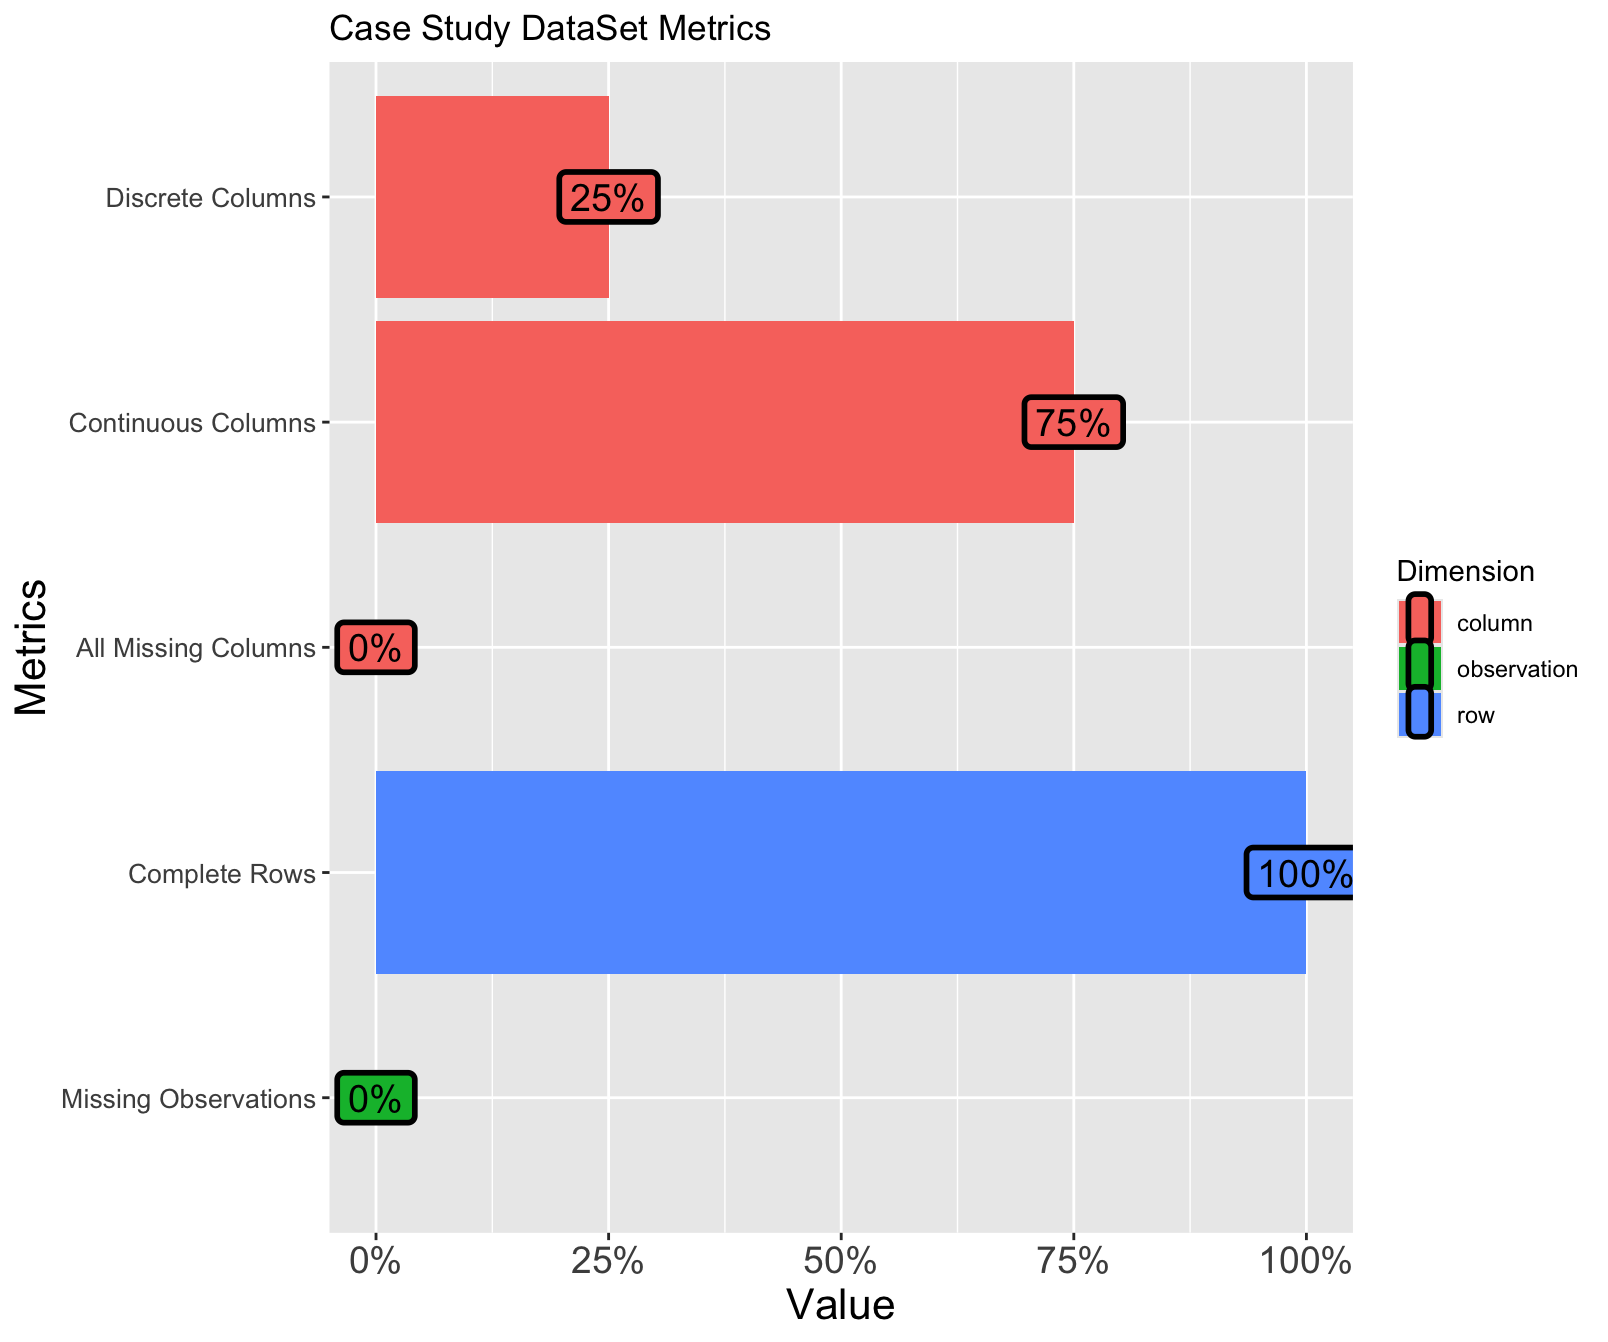 Case Study DataSet Metrics
Discrete Columns
25%
Continuous Columns
75%
Metrics
All Missing Columns
0%
Complete Rows
100%
Missing Observations
0%
0% 25% 50% 75% 100%
Value
Dimension
column
observation
row